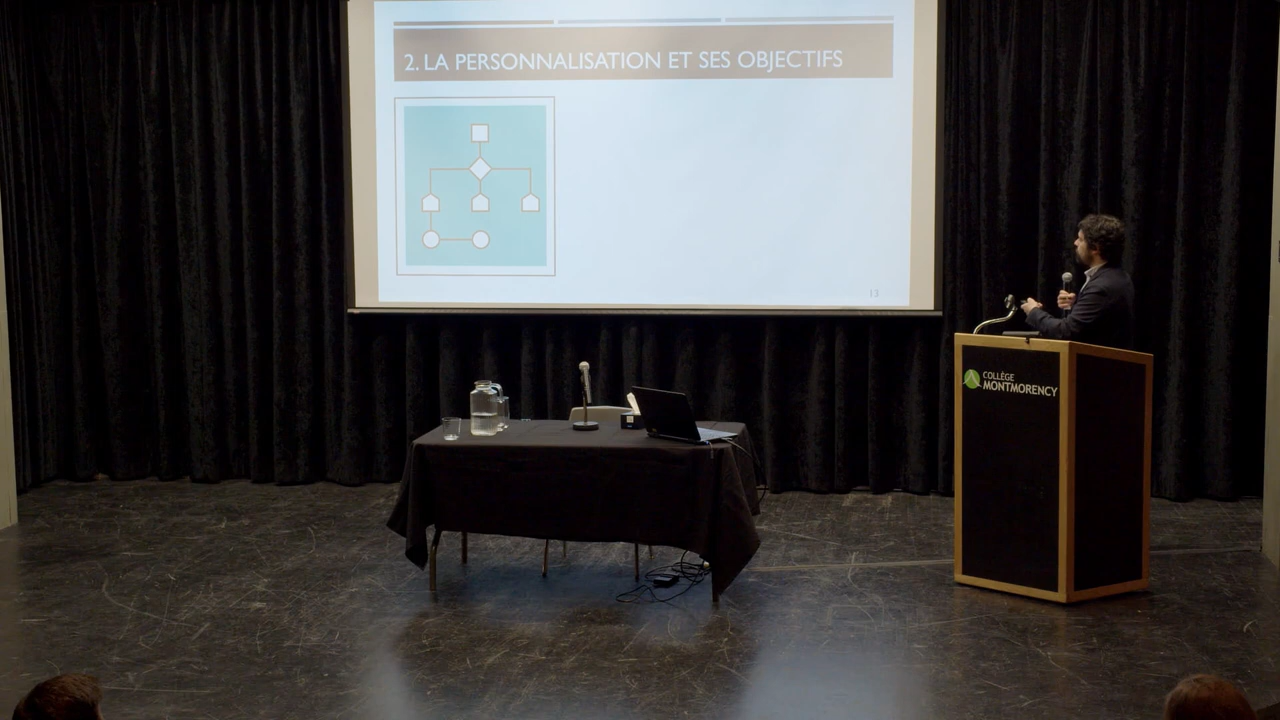 2. LA PERSONNALISATION ET SES OBJECTIFS
13
COLLÈGE
MONTMORENCY